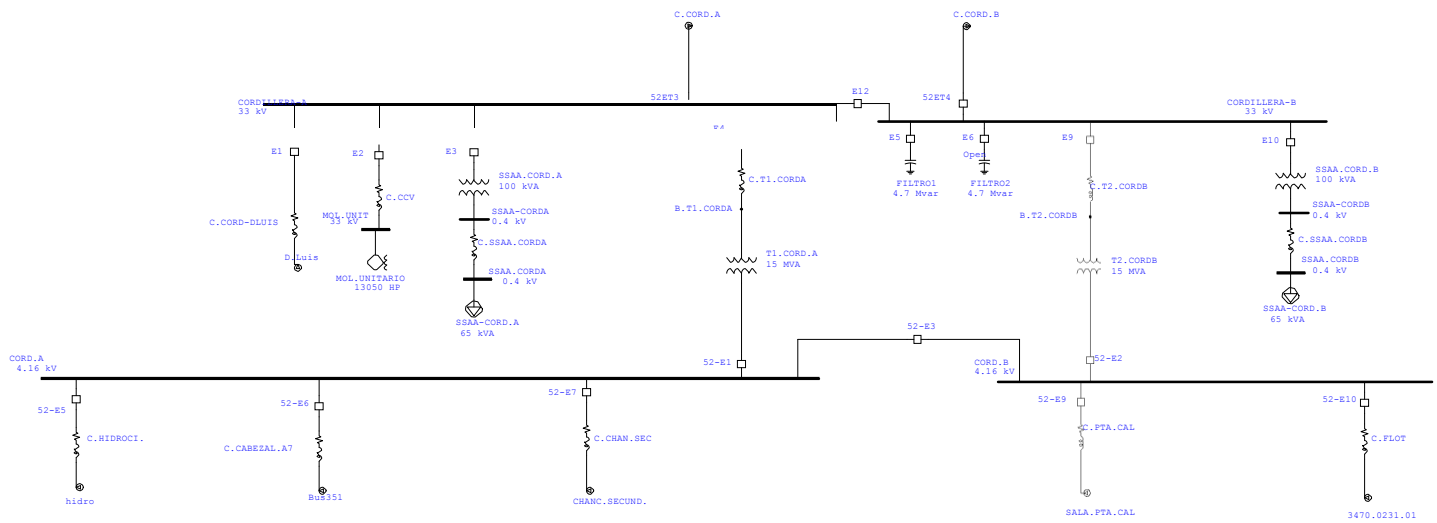 C.CORD.A
C.CORD.B
CORDILLERA-A
33 kV
52ET3
E12
52ET4
CORDILLERA-B
33 kV
E1
E2
E3
E5
E6
Open
E9
E10
FILTRO1
4.7 Mvar
FILTRO2
4.7 Mvar
SSAA.CORD.A
100 kVA
C.T1.CORDA
C.T2.CORDB
SSAA.CORD.B
100 kVA
C.CCV
C.CORD-DLUIS
MOL.UNIT
33 kV
SSAA-CORDA
0.4 kV
B.T1.CORDA
B.T2.CORDB
SSAA-CORDB
0.4 kV
C.SSAA.CORDA
C.SSAA.CORDB
D.Luis
MOL.UNITARIO
13050 HP
SSAA.CORDA
0.4 kV
T1.CORD.A
15 MVA
T2.CORDB
15 MVA
SSAA.CORDB
0.4 kV
SSAA-CORD.A
65 kVA
SSAA-CORD.B
65 kVA
52-E3
CORD.A
4.16 kV
52-E1
CORD.B
4.16 kV
52-E2
52-E5
52-E6
52-E7
52-E9
52-E10
C.HIDROCI.
C.CABEZAL.A7
C.CHAN.SEC
C.PTA.CAL
C.FLOT
hidro
Bus351
CHANC.SECUND.
SALA.PTA.CAL
3470.0231.01